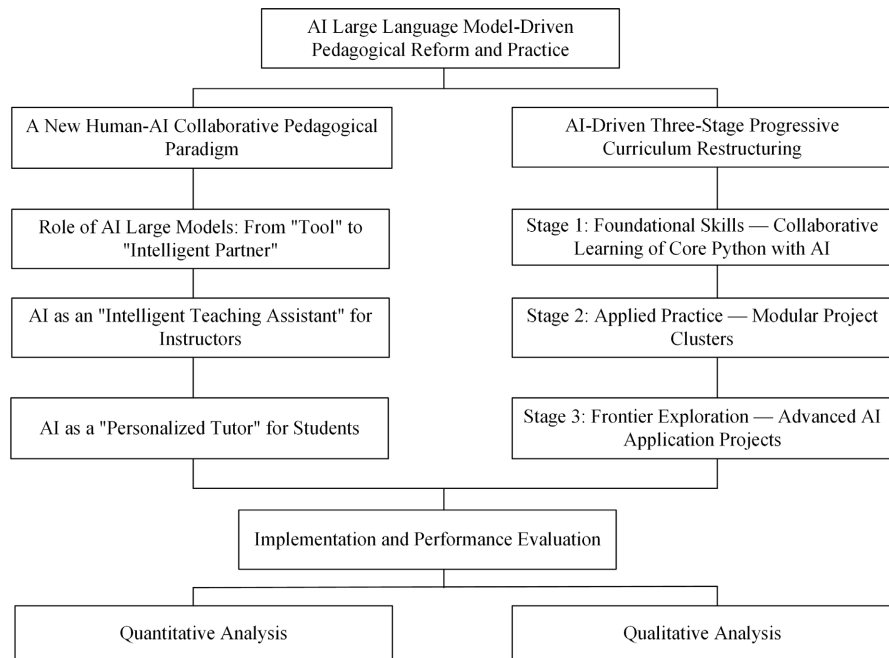 AI Large Language Model-Driven
Pedagogical Reform and Practice
A New Human-AI Collaborative Pedagogical
Paradigm
AI-Driven Three-Stage Progressive
Curriculum Restructuring
Role of AI Large Models: From "Tool" to
"Intelligent Partner"
Stage 1: Foundational Skills — Collaborative
Learning of Core Python with AI
AI as an "Intelligent Teaching Assistant" for
Instructors
Stage 2: Applied Practice — Modular Project
Clusters
AI as a "Personalized Tutor" for Students
Stage 3: Frontier Exploration — Advanced AI
Application Projects
Implementation and Performance Evaluation
Quantitative Analysis
Qualitative Analysis